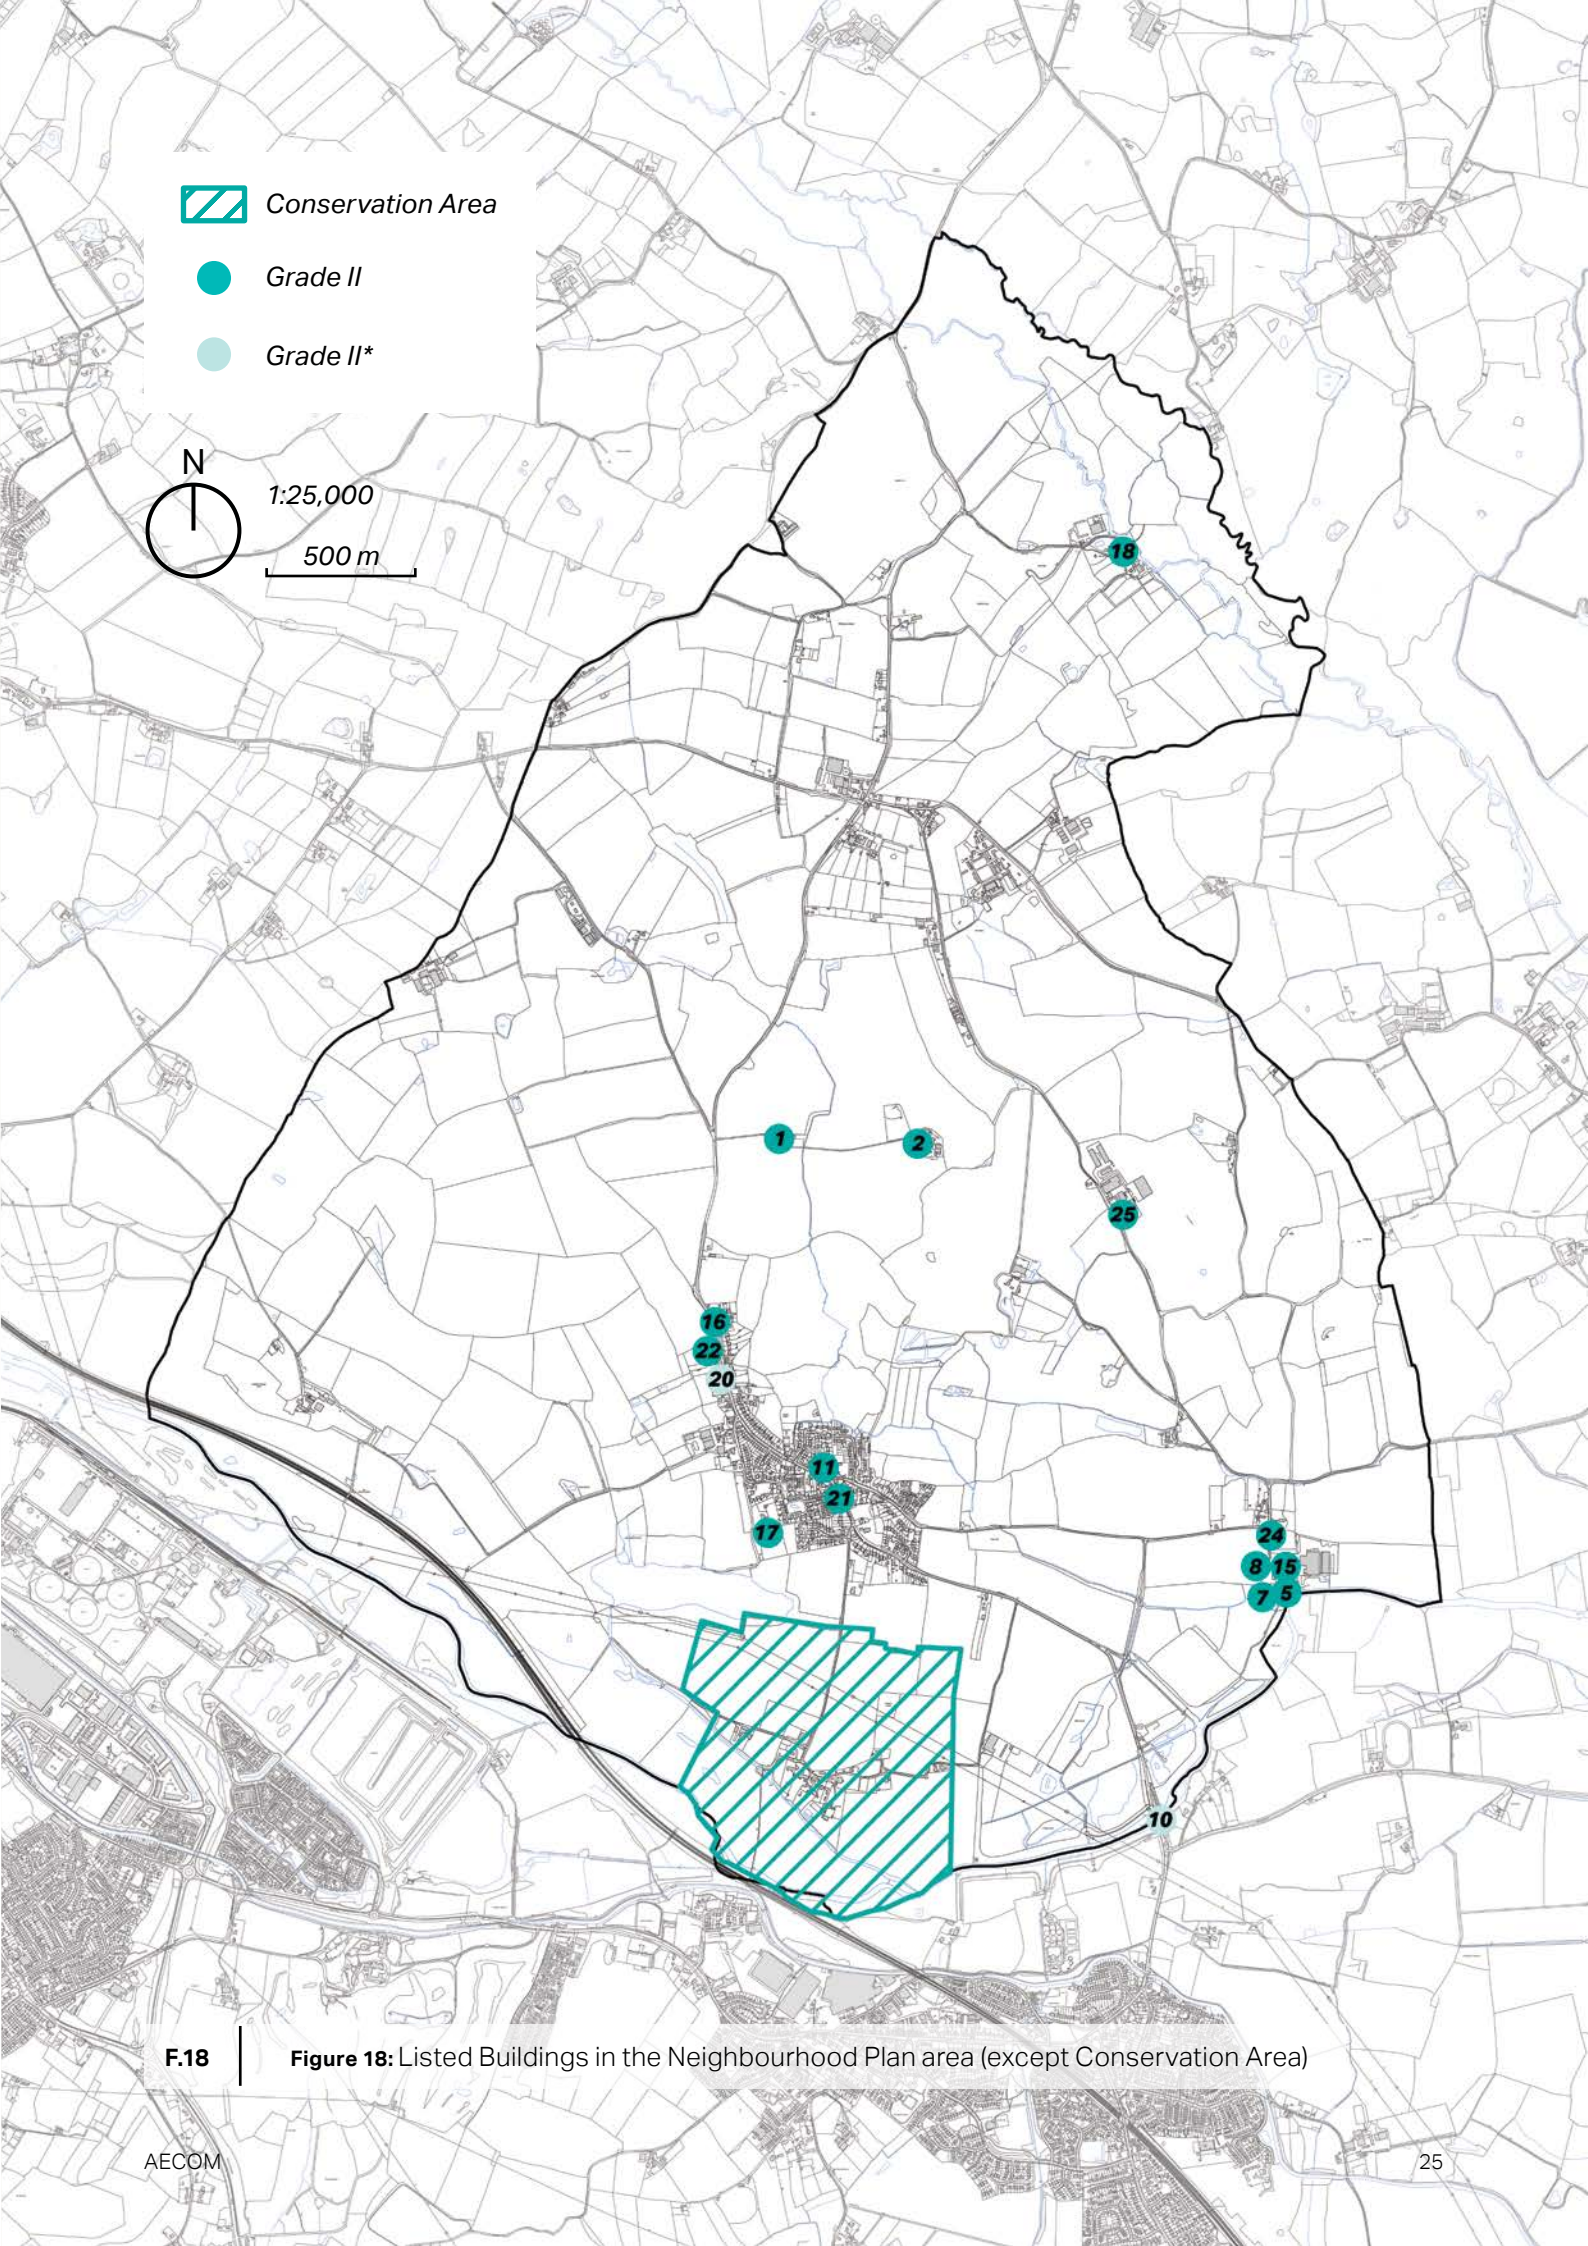 Conservation Area
Grade II
Grade II*
N
1:25,000
500 m
18
1
2
25
16
22
20
11
21
17
24
8
15
7
5
10
F.18
Figure 18: Listed Buildings in the Neighbourhood Plan area (except Conservation Area)
AECOM
25